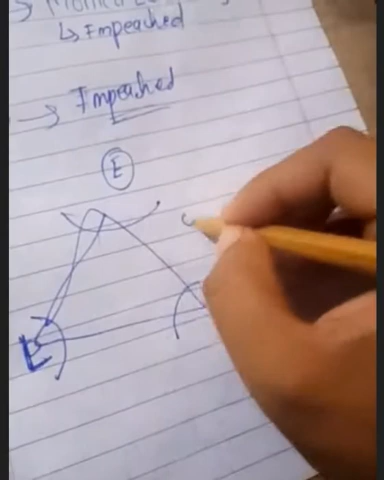 ↳ Impeached
→ Impeached
E
L